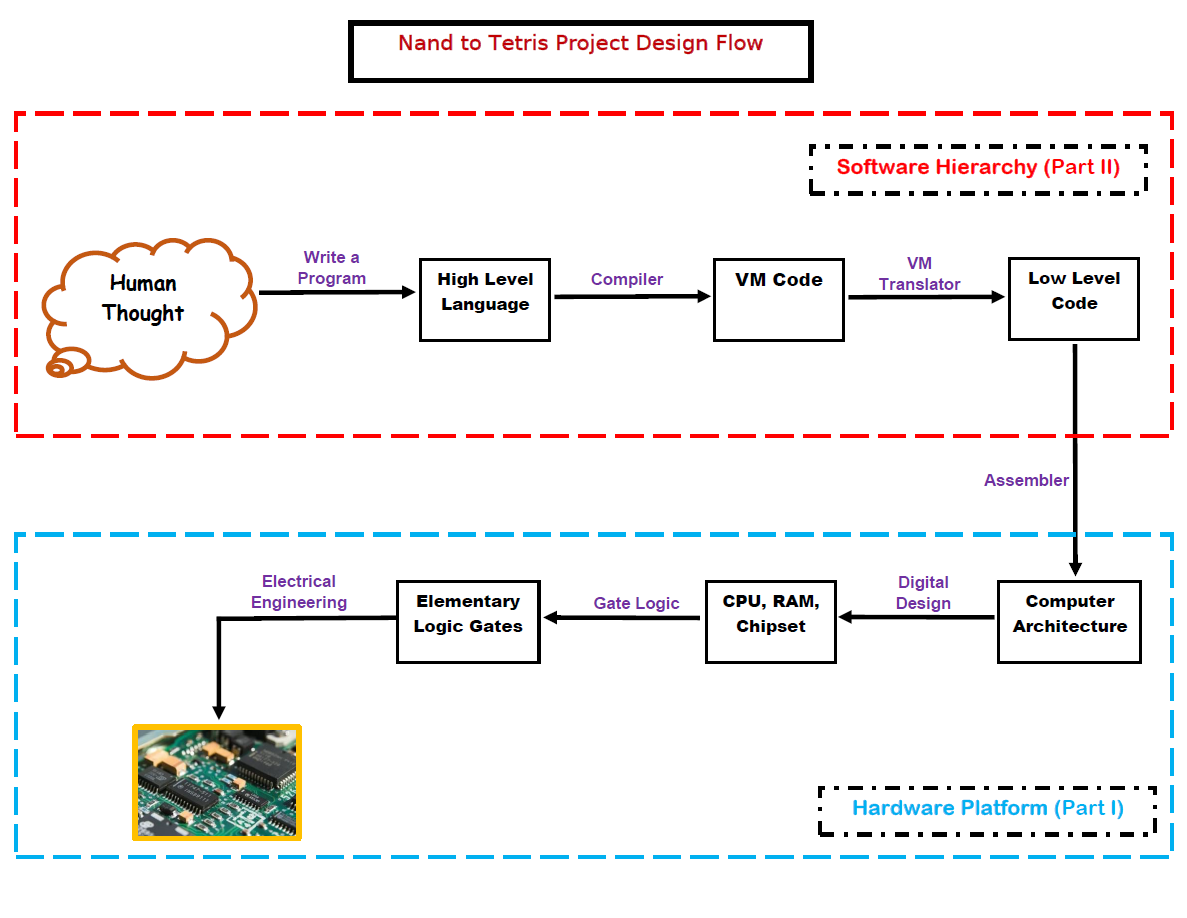 Nand to Tetris Project Design Flow
Software Hierarchy (Part II)
Human
Thought
Write a
Program
High Level
Language
Compiler
VM Code
VM
Translator
Low Level
Code
Assembler
Computer
Architecture
Digital
Design
CPU, RAM,
Chipset
Gate Logic
Elementary
Logic Gates
Electrical
Engineering
Hardware Platform (Part I)